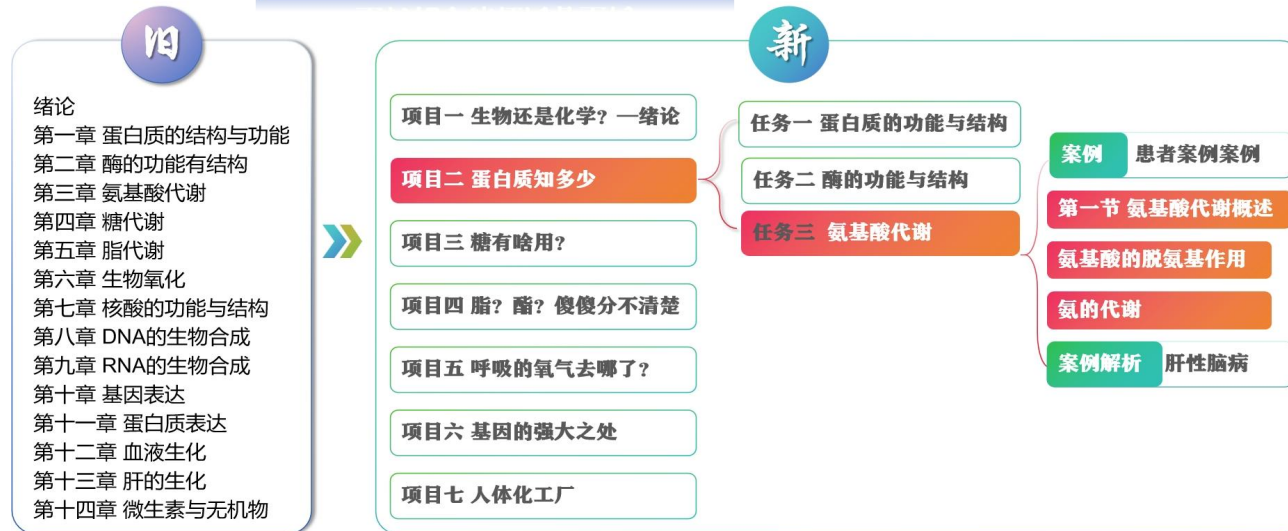 旧
绪论
第一章 蛋白质的结构与功能
第二章 酶的功能有结构
第三章 氨基酸代谢
第四章 糖代谢
第五章 脂代谢
第六章 生物氧化
第七章 核酸的功能与结构
第八章 DNA的生物合成
第九章 RNA的生物合成
第十章 基因表达
第十一章 蛋白质表达
第十二章 血液生化
第十三章 肝的生化
第十四章 微生素与无机物
新
项目一 生物还是化学？—绪论
项目二 蛋白质知多少
项目三 糖有啥用？
项目四 脂？酯？傻傻分不清楚
项目五 呼吸的氧气去哪了？
项目六 基因的强大之处
项目七 人体化工厂
任务一 蛋白质的功能与结构
任务二 酶的功能与结构
任务三 氨基酸代谢
案例 患者案例案例
第一节 氨基酸代谢概述
氨基酸的脱氨基作用
氨的代谢
案例解析 肝性脑病